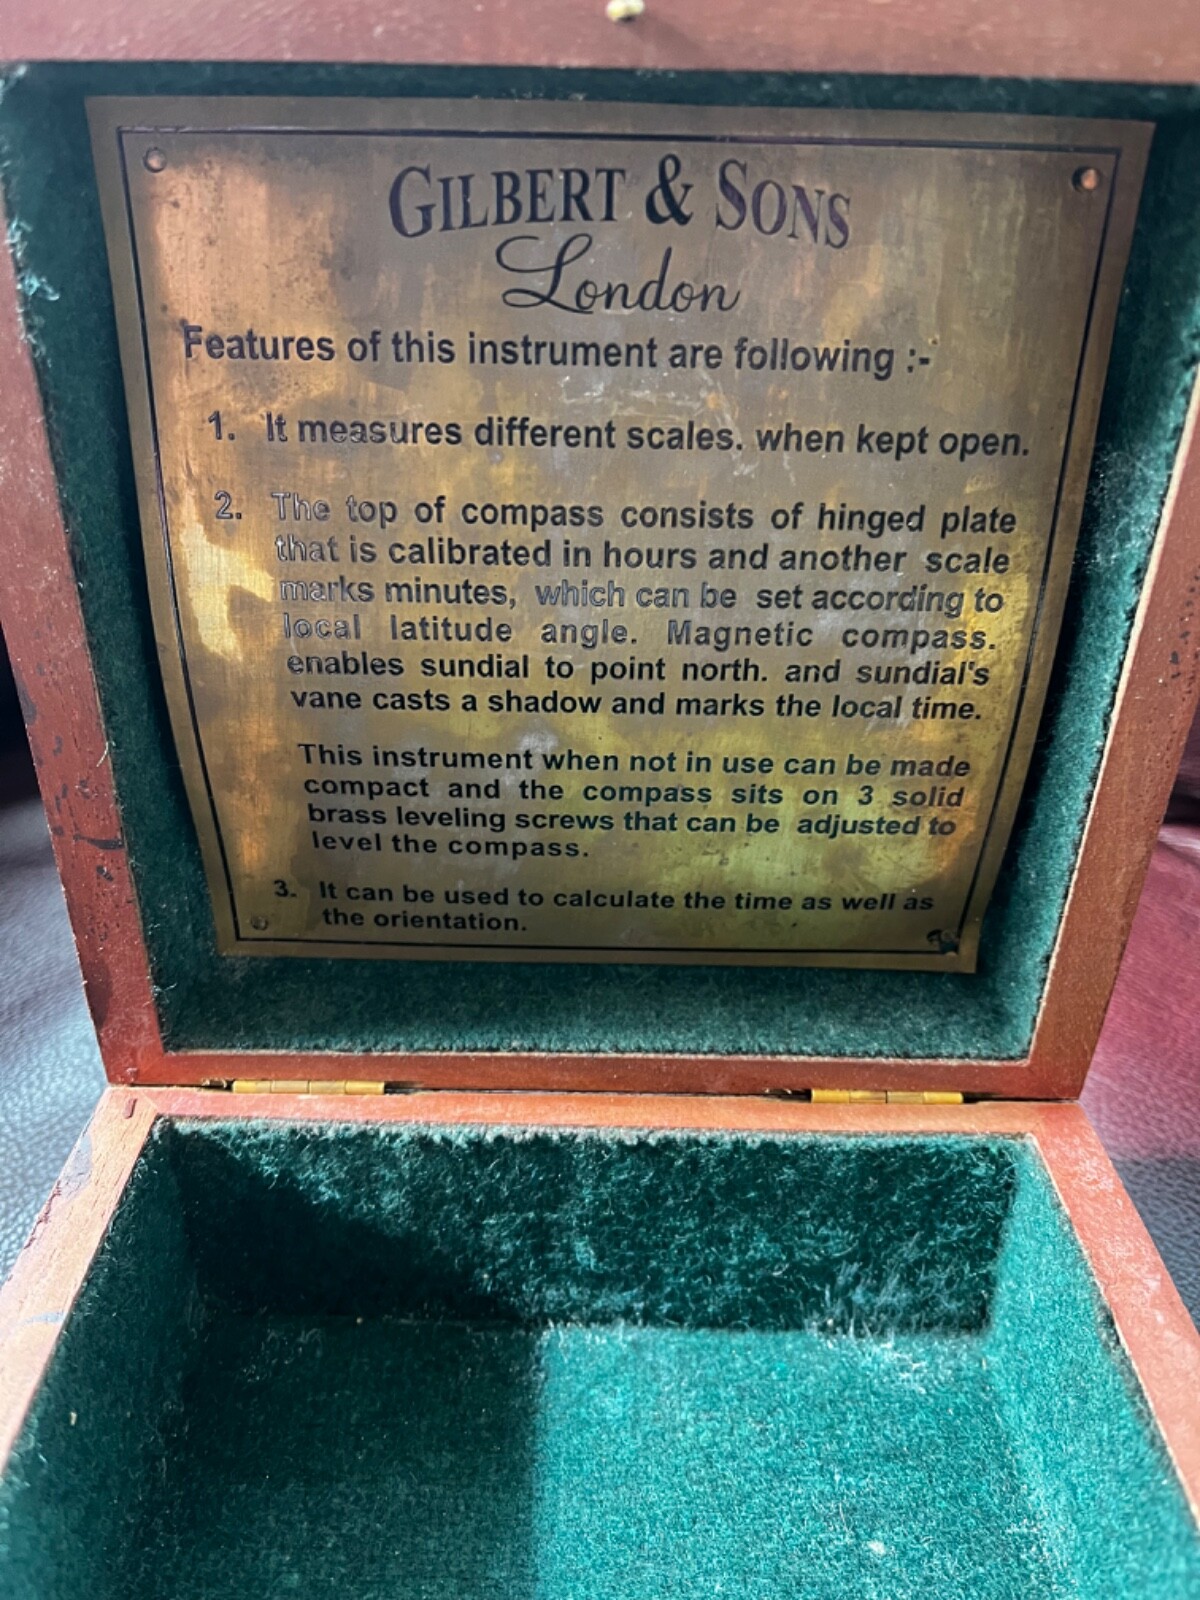 GILBERT & SONS
London
Features of this instrument are following :-
1. It measures different scales. when kept open.
2. The top of compass consists of hinged plate
that is calibrated in hours and another scale
marks minutes, which can be set according to
local latitude angle. Magnetic compass.
enables sundial to point north. and sundial's
vane casts a shadow and marks the local time.
This instrument when not in use can be made
compact and the compass sits on 3 solid
brass leveling screws that can be adjusted to
level the compass.
3. It can be used to calculate the time as well as
the orientation.